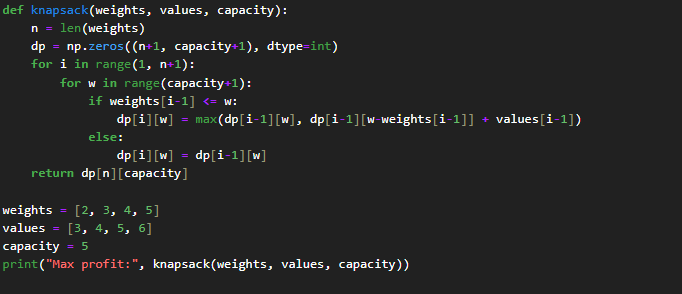 def knapsack(weights, values, capacity):
    n = len(weights)
    dp = np.zeros((n+1, capacity+1), dtype=int)
    for i in range(1, n+1):
        for w in range(capacity+1):
            if weights[i-1] <= w:
                dp[i][w] = max(dp[i-1][w], dp[i-1][w-weights[i-1]] + values[i-1])
            else:
                dp[i][w] = dp[i-1][w]
    return dp[n][capacity]

weights = [2, 3, 4, 5]
values = [3, 4, 5, 6]
capacity = 5
print("Max profit:", knapsack(weights, values, capacity))